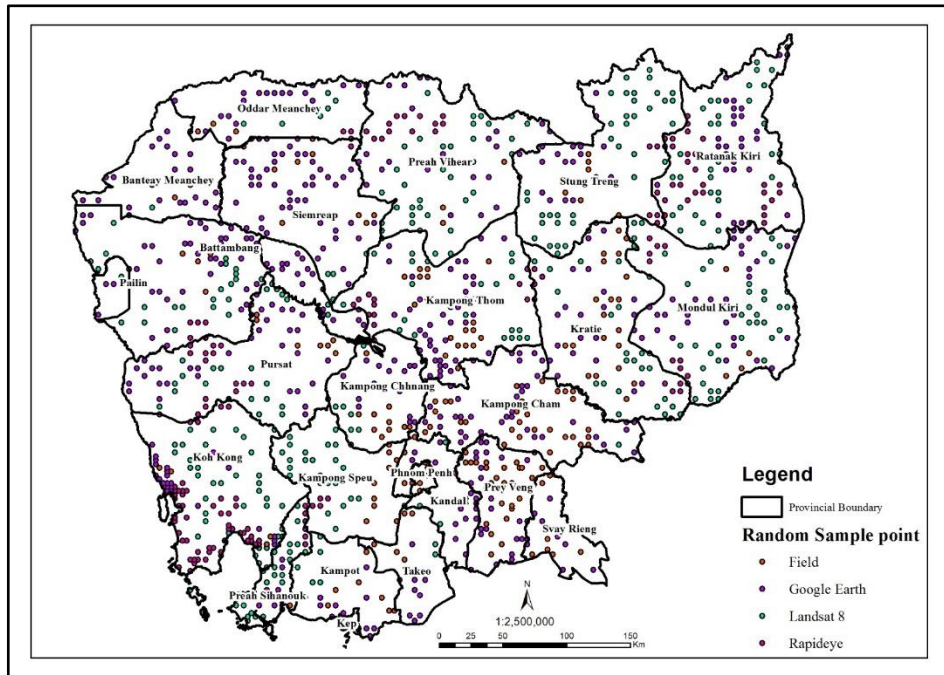 Oddar Meanchey
Ratanak Kiri
Preah Vihear
Banteay Meanchey
Stung Treng
Siemreap
Battambang
Pailin
Kampong Thom
Mondul Kiri
Kratie
Pursat
Kampong Chhnang
Kampong Cham
Koh Kong
Kampong Speu
Phnom Penh
Prey Veng
Kandal
Svay Rieng
Kampot
Takeo
Preah Sihanouk
Kep
N
1:2,500,000
0 25 50 100 150
Km
Legend
Provincial Boundary
Random Sample point
Field
Google Earth
Landsat 8
Rapideye